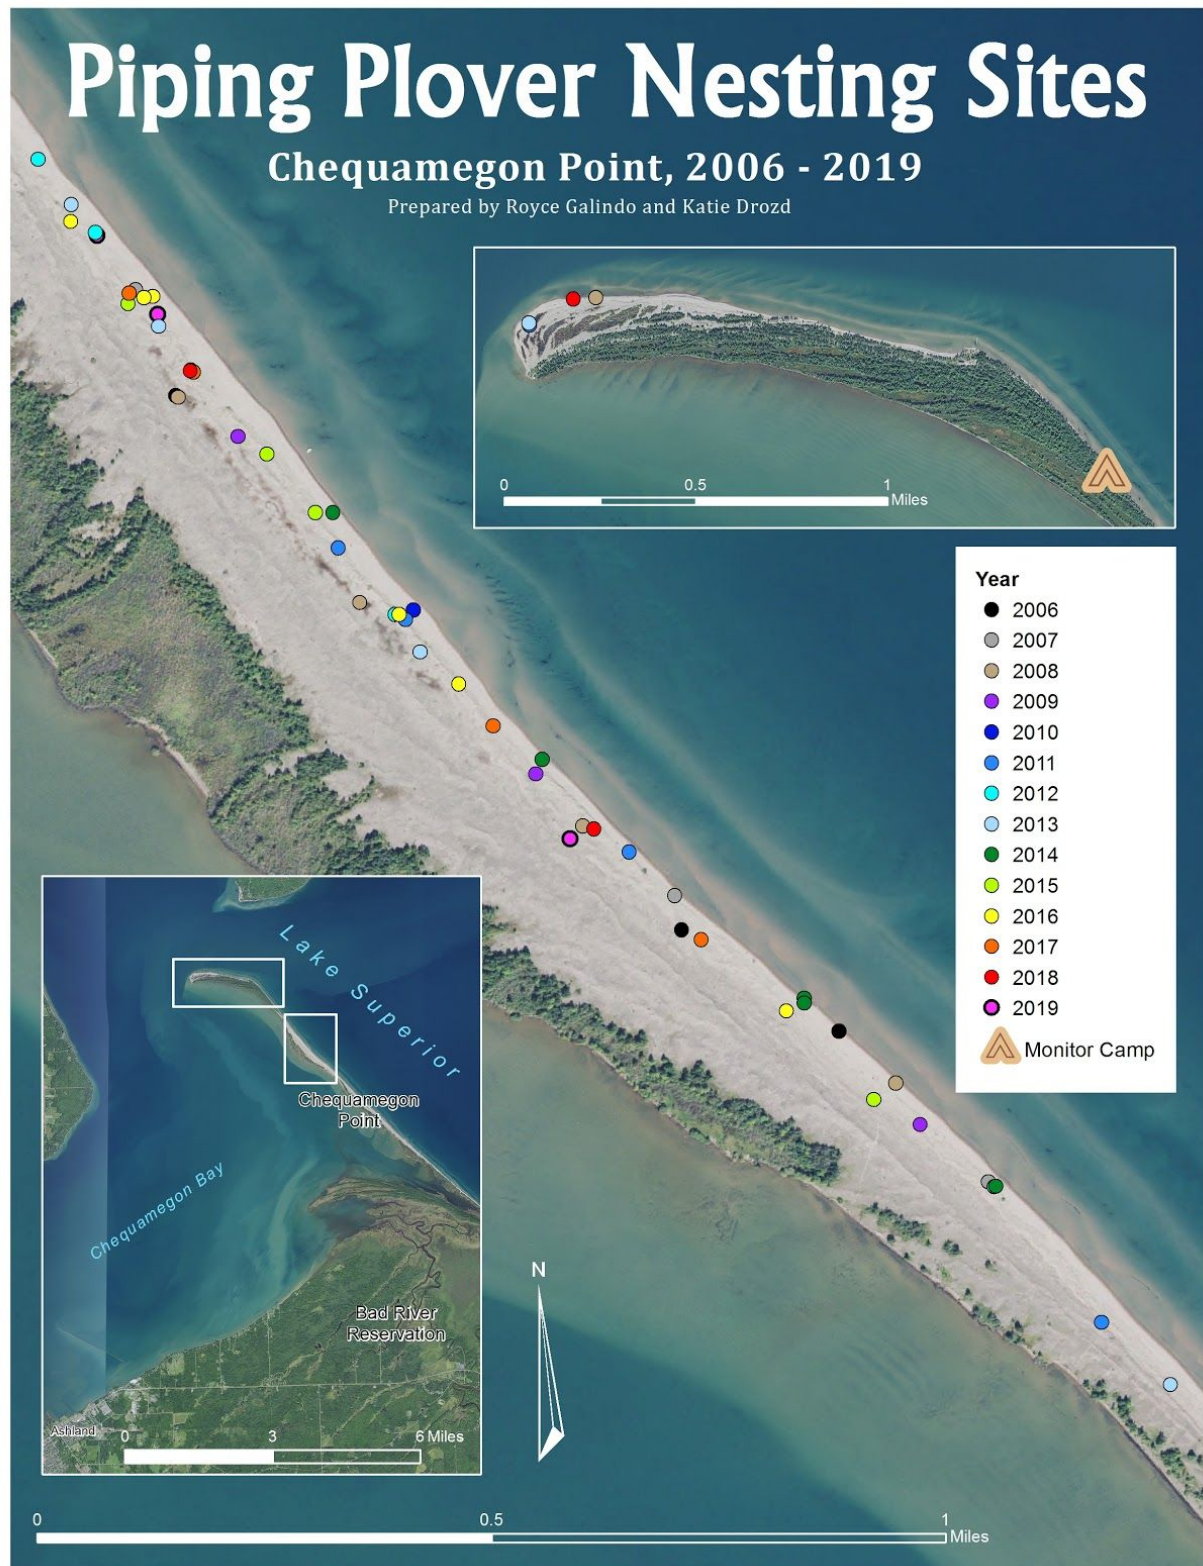 Piping Plover Nesting Sites
Chequamegon Point, 2006 - 2019
Prepared by Royce Galindo and Katie Drozd
0 0.5 1
Miles
Year
2006
2007
2008
2009
2010
2011
2012
2013
2014
2015
2016
2017
2018
2019
Monitor Camp
Lake Superior
Chequamegon
Point
Chequamegon Bay
Bad River
Reservation
Ashland
0 3 6 Miles
N
0 0.5 1
Miles